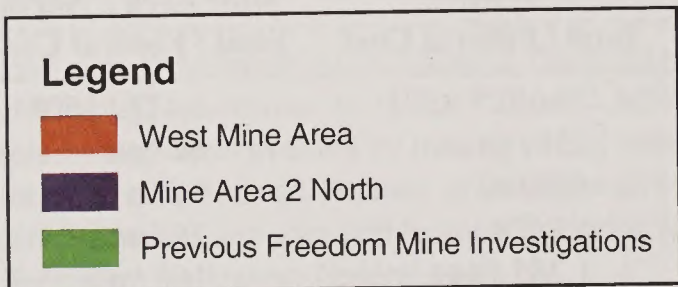 Legend
West Mine Area
Mine Area 2 North
Previous Freedom Mine Investigations